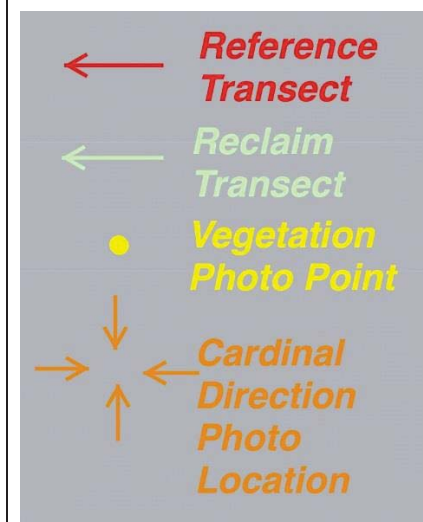 Reference
Transect
Reclaim
Transect
Vegetation
Photo Point
Cardinal
Direction
Photo
Location